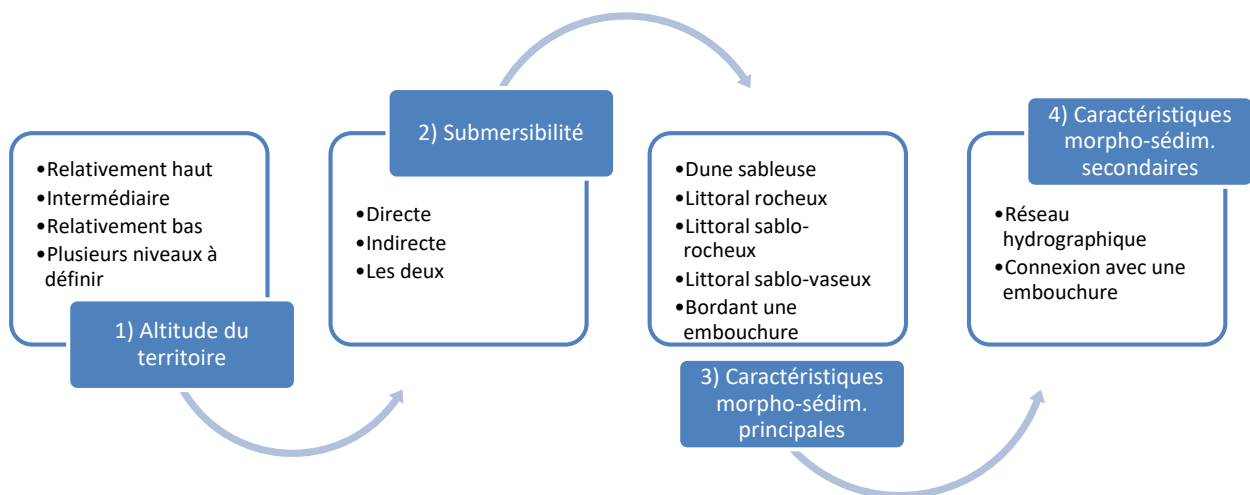 •Relativement haut
•Intermédiaire
•Relativement bas
•Plusieurs niveaux à
définir
1) Altitude du
territoire
2) Submersibilité
•Directe
•Indirecte
•Les deux
•Dune sableuse
•Littoral rocheux
•Littoral sablo-
rocheux
•Littoral sablo-vaseux
•Bordant une
embouchure
3) Caractéristiques
morpho-sédim.
principales
4) Caractéristiques
morpho-sédim.
secondaires
•Réseau
hydrographique
•Connexion avec une
embouchure